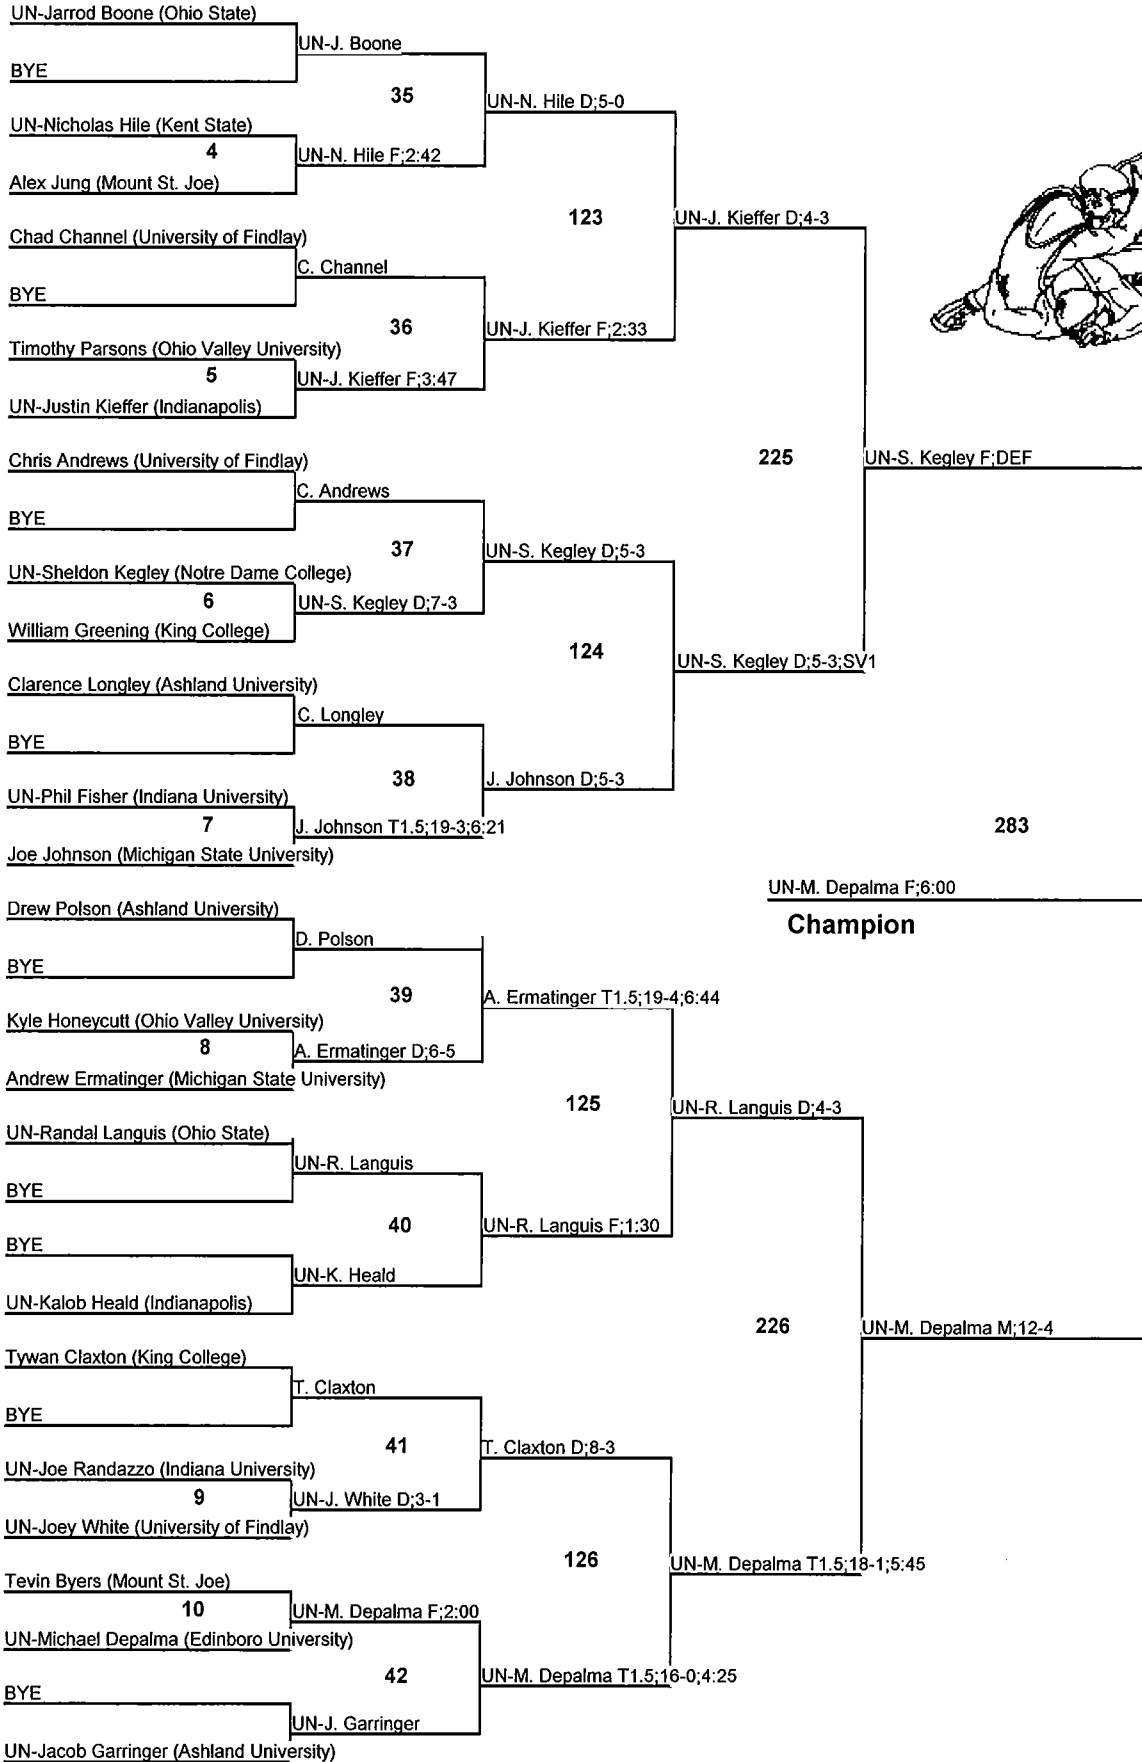 UN-Jarrod Boone (Ohio State)
UN-J. Boone
BYE
35
UN-N. Hile D;5-0
UN-Nicholas Hile (Kent State)
4
UN-N. Hile F;2:42
Alex Jung (Mount St. Joe)
123
UN-J. Kieffer D;4-3
Chad Channel (University of Findlay)
C. Channel
BYE
36
UN-J. Kieffer F;2:33
Timothy Parsons (Ohio Valley University)
5
UN-J. Kieffer F;3:47
UN-Justin Kieffer (Indianapolis)
225
UN-S. Kegley F;DEF
Chris Andrews (University of Findlay)
C. Andrews
BYE
37
UN-S. Kegley D;5-3
UN-Sheldon Kegley (Notre Dame College)
6
UN-S. Kegley D;7-3
William Greening (King College)
124
UN-S. Kegley D;5-3;SV1
Clarence Longley (Ashland University)
C. Longley
BYE
38
J. Johnson D;5-3
UN-Phil Fisher (Indiana University)
7
J. Johnson T1.5;19-3;6:21
Joe Johnson (Michigan State University)
283
UN-M. Depalma F;6:00
Champion
Drew Polson (Ashland University)
D. Polson
BYE
39
A. Ermatinger T1.5;19-4;6:44
Kyle Honeycutt (Ohio Valley University)
8
A. Ermatinger D;6-5
Andrew Ermatinger (Michigan State University)
125
UN-R. Languis D;4-3
UN-Randal Languis (Ohio State)
UN-R. Languis
BYE
40
UN-R. Languis F;1:30
BYE
UN-K. Heald
UN-Kalob Heald (Indianapolis)
226
UN-M. Depalma M;12-4
Tywan Claxton (King College)
T. Claxton
BYE
41
T. Claxton D;8-3
UN-Joe Randazzo (Indiana University)
9
UN-J. White D;3-1
UN-Joey White (University of Findlay)
126
UN-M. Depalma T1.5;18-1;5:45
Tevin Byers (Mount St. Joe)
10
UN-M. Depalma F;2:00
UN-Michael Depalma (Edinboro University)
42
UN-M. Depalma T1.5;16-0;4:25
BYE
UN-J. Garringer
UN-Jacob Garringer (Ashland University)